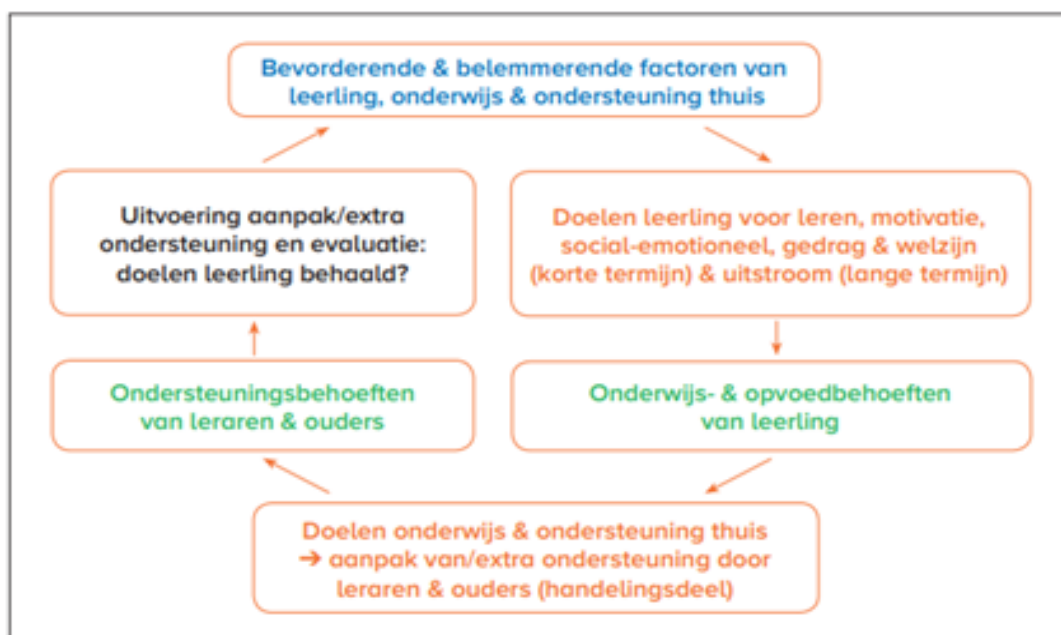 Bevorderende & belemmerende factoren van
leerling, onderwijs & ondersteuning thuis
Doelen leerling voor leren, motivatie,
social-emotioneel, gedrag & welzijn
(korte termijn) & uitstroom (lange termijn)
Onderwijs- & opvoedbehoeften
van leerling
Doelen onderwijs & ondersteuning thuis
➔ aanpak van/extra ondersteuning door
leraren & ouders (handelingsdeel)
Ondersteuningsbehoeften
van leraren & ouders
Uitvoering aanpak/extra
ondersteuning en evaluatie:
doelen leerling behaald?